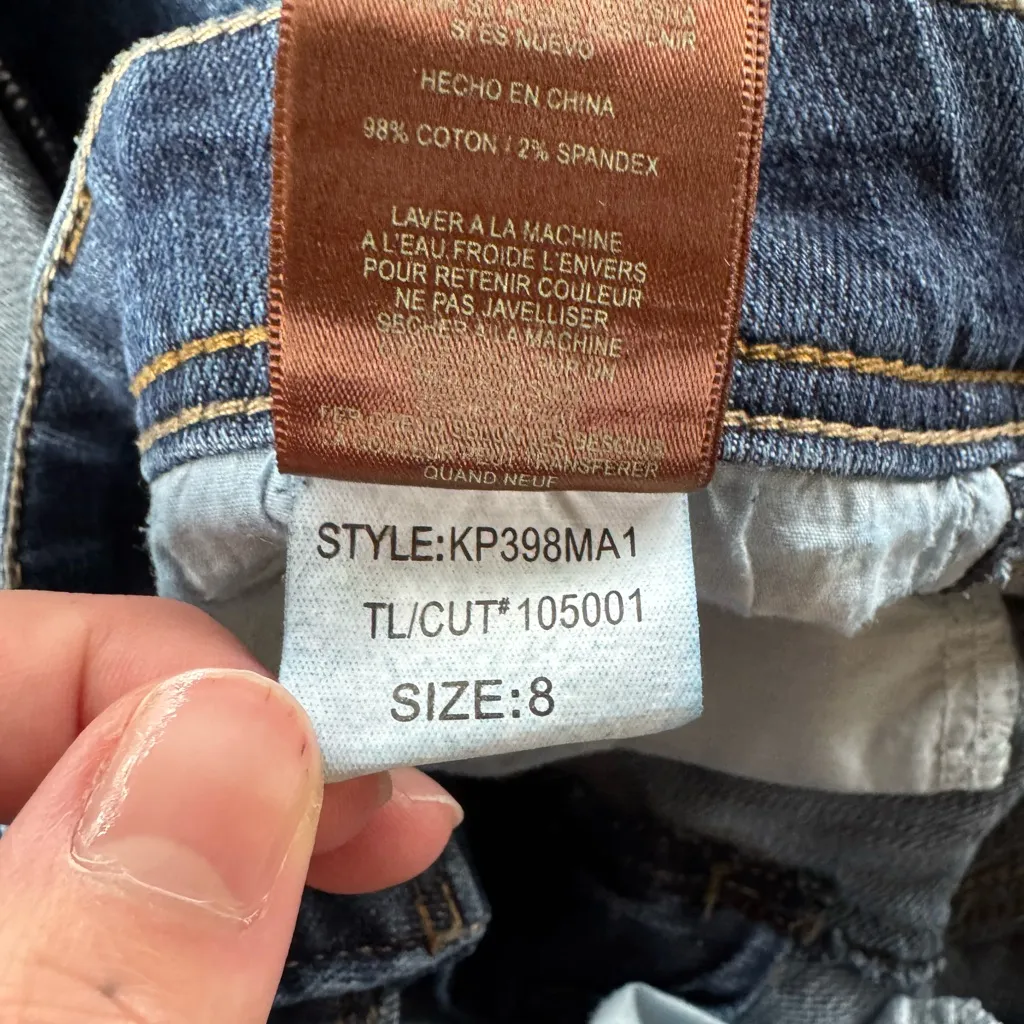 SI ES NUEVO
HECHO EN CHINA
98% COTON / 2% SPANDEX
LAVER A LA MACHINE
A L'EAU FROIDE L'ENVERS
POUR RETENIR COULEUR
NE PAS JAVELLISER
SECHER A LA MACHINE
TRANSFERER
QUAND NEUF
STYLE:KP398MA1
TL/CUT#105001
SIZE:8